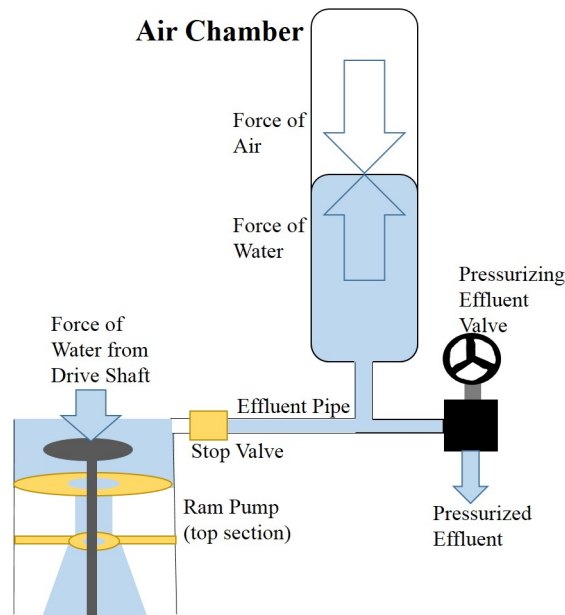 Air Chamber
Force of
Air
Force of
Water
Pressurizing
Effluent
Valve
Force of
Water from
Drive Shaft
Effluent Pipe
Stop Valve
Ram Pump
(top section)
Pressurized
Effluent